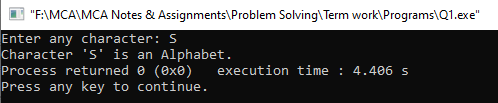 "F:\MCA\MCA Notes & Assignments\Problem Solving\Term work\Programs\Q1.exe"
Enter any character: S
Character 'S' is an Alphabet.
Process returned 0 (0x0)   execution time : 4.406 s
Press any key to continue.